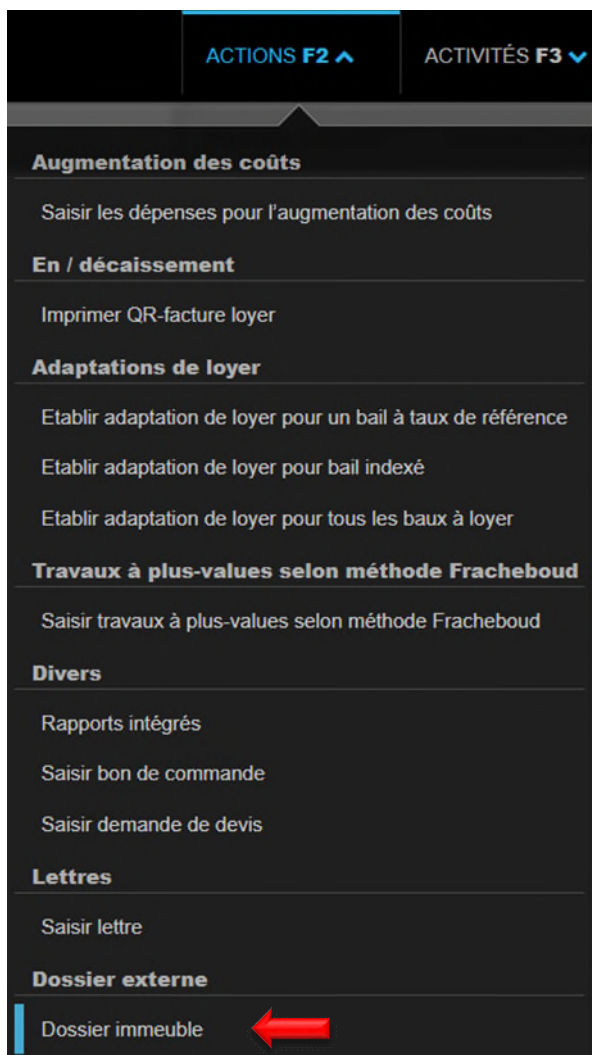 ACTIONS F2 ACTIVITÉS F3
Augmentation des coûts
Saisir les dépenses pour l'augmentation des coûts
En / décaissement
Imprimer QR-facture loyer
Adaptations de loyer
Etablir adaptation de loyer pour un bail à taux de référence
Etablir adaptation de loyer pour bail indexé
Etablir adaptation de loyer pour tous les baux à loyer
Travaux à plus-values selon méthode Fracheboud
Saisir travaux à plus-values selon méthode Fracheboud
Divers
Rapports intégrés
Saisir bon de commande
Saisir demande de devis
Lettres
Saisir lettre
Dossier externe
Dossier immeuble